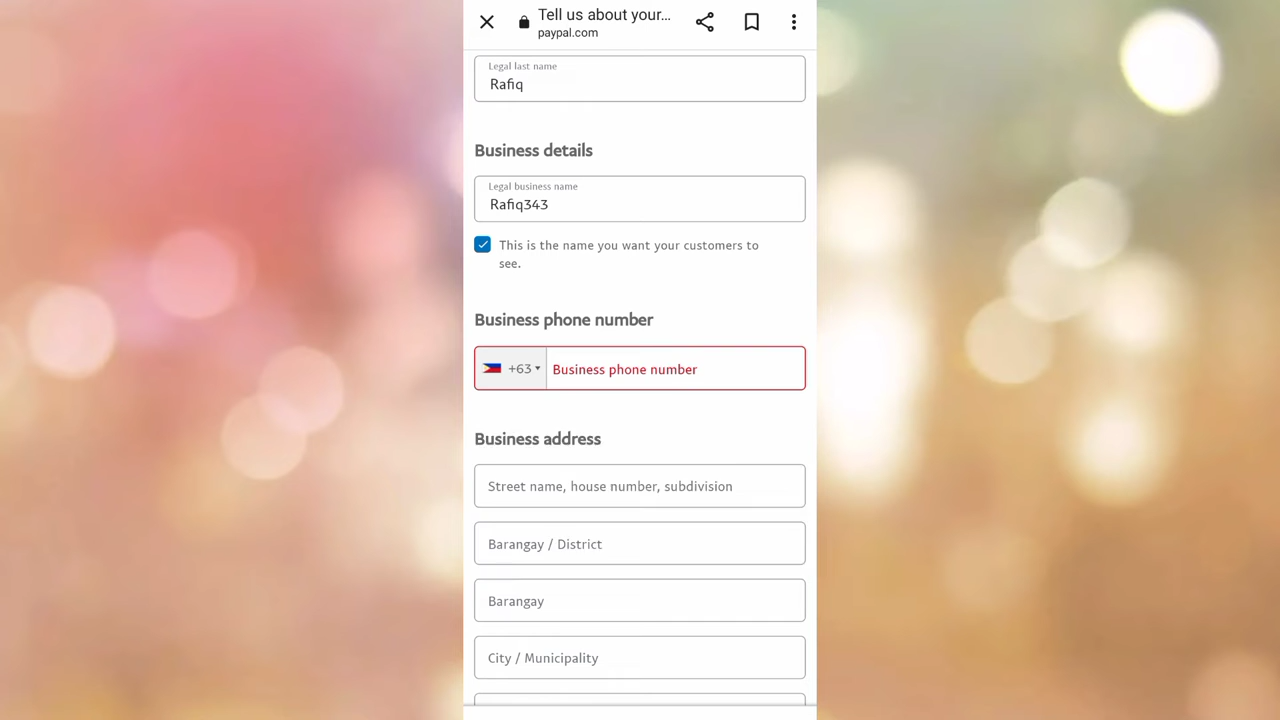 Tell us about your...
paypal.com
Legal last name
Rafiq
Business details
Legal business name
Rafiq343
This is the name you want your customers to
see.
Business phone number
+63 Business phone number
Business address
Street name, house number, subdivision
Barangay / District
Barangay
City / Municipality